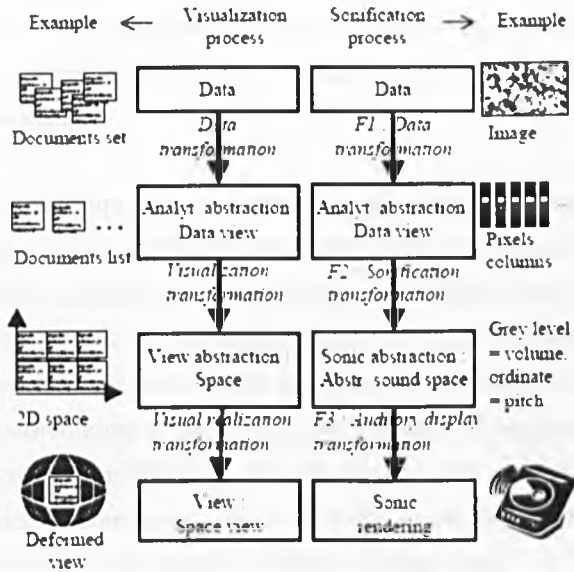 Example
Visualization process
Sonification process
Example
Data
Data
Documents set
Data transformation
F1 : Data transformation
Image
Analyt. abstraction :
Data view
Analyt. abstraction :
Data view
Documents list
Pixels columns
Visualization transformation
F2 : Sonification transformation
View abstraction :
Space
Sonic abstraction :
Abstr. sound space
Grey level
= volume,
ordinate
= pitch
2D space
Visual realization transformation
F3 : Auditory display transformation
View :
Space view
Sonic rendering
Deformed view